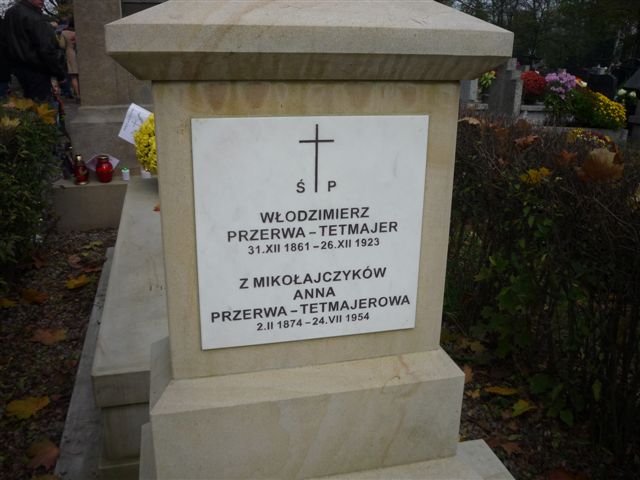 Ś P
WŁODZIMIERZ
PRZERWA – TETMAJER
31.XII 1861 – 26.XII 1923
Z MIKOŁAJCZYKÓW
ANNA
PRZERWA – TETMAJEROWA
2.II 1874 – 24.VII 1954